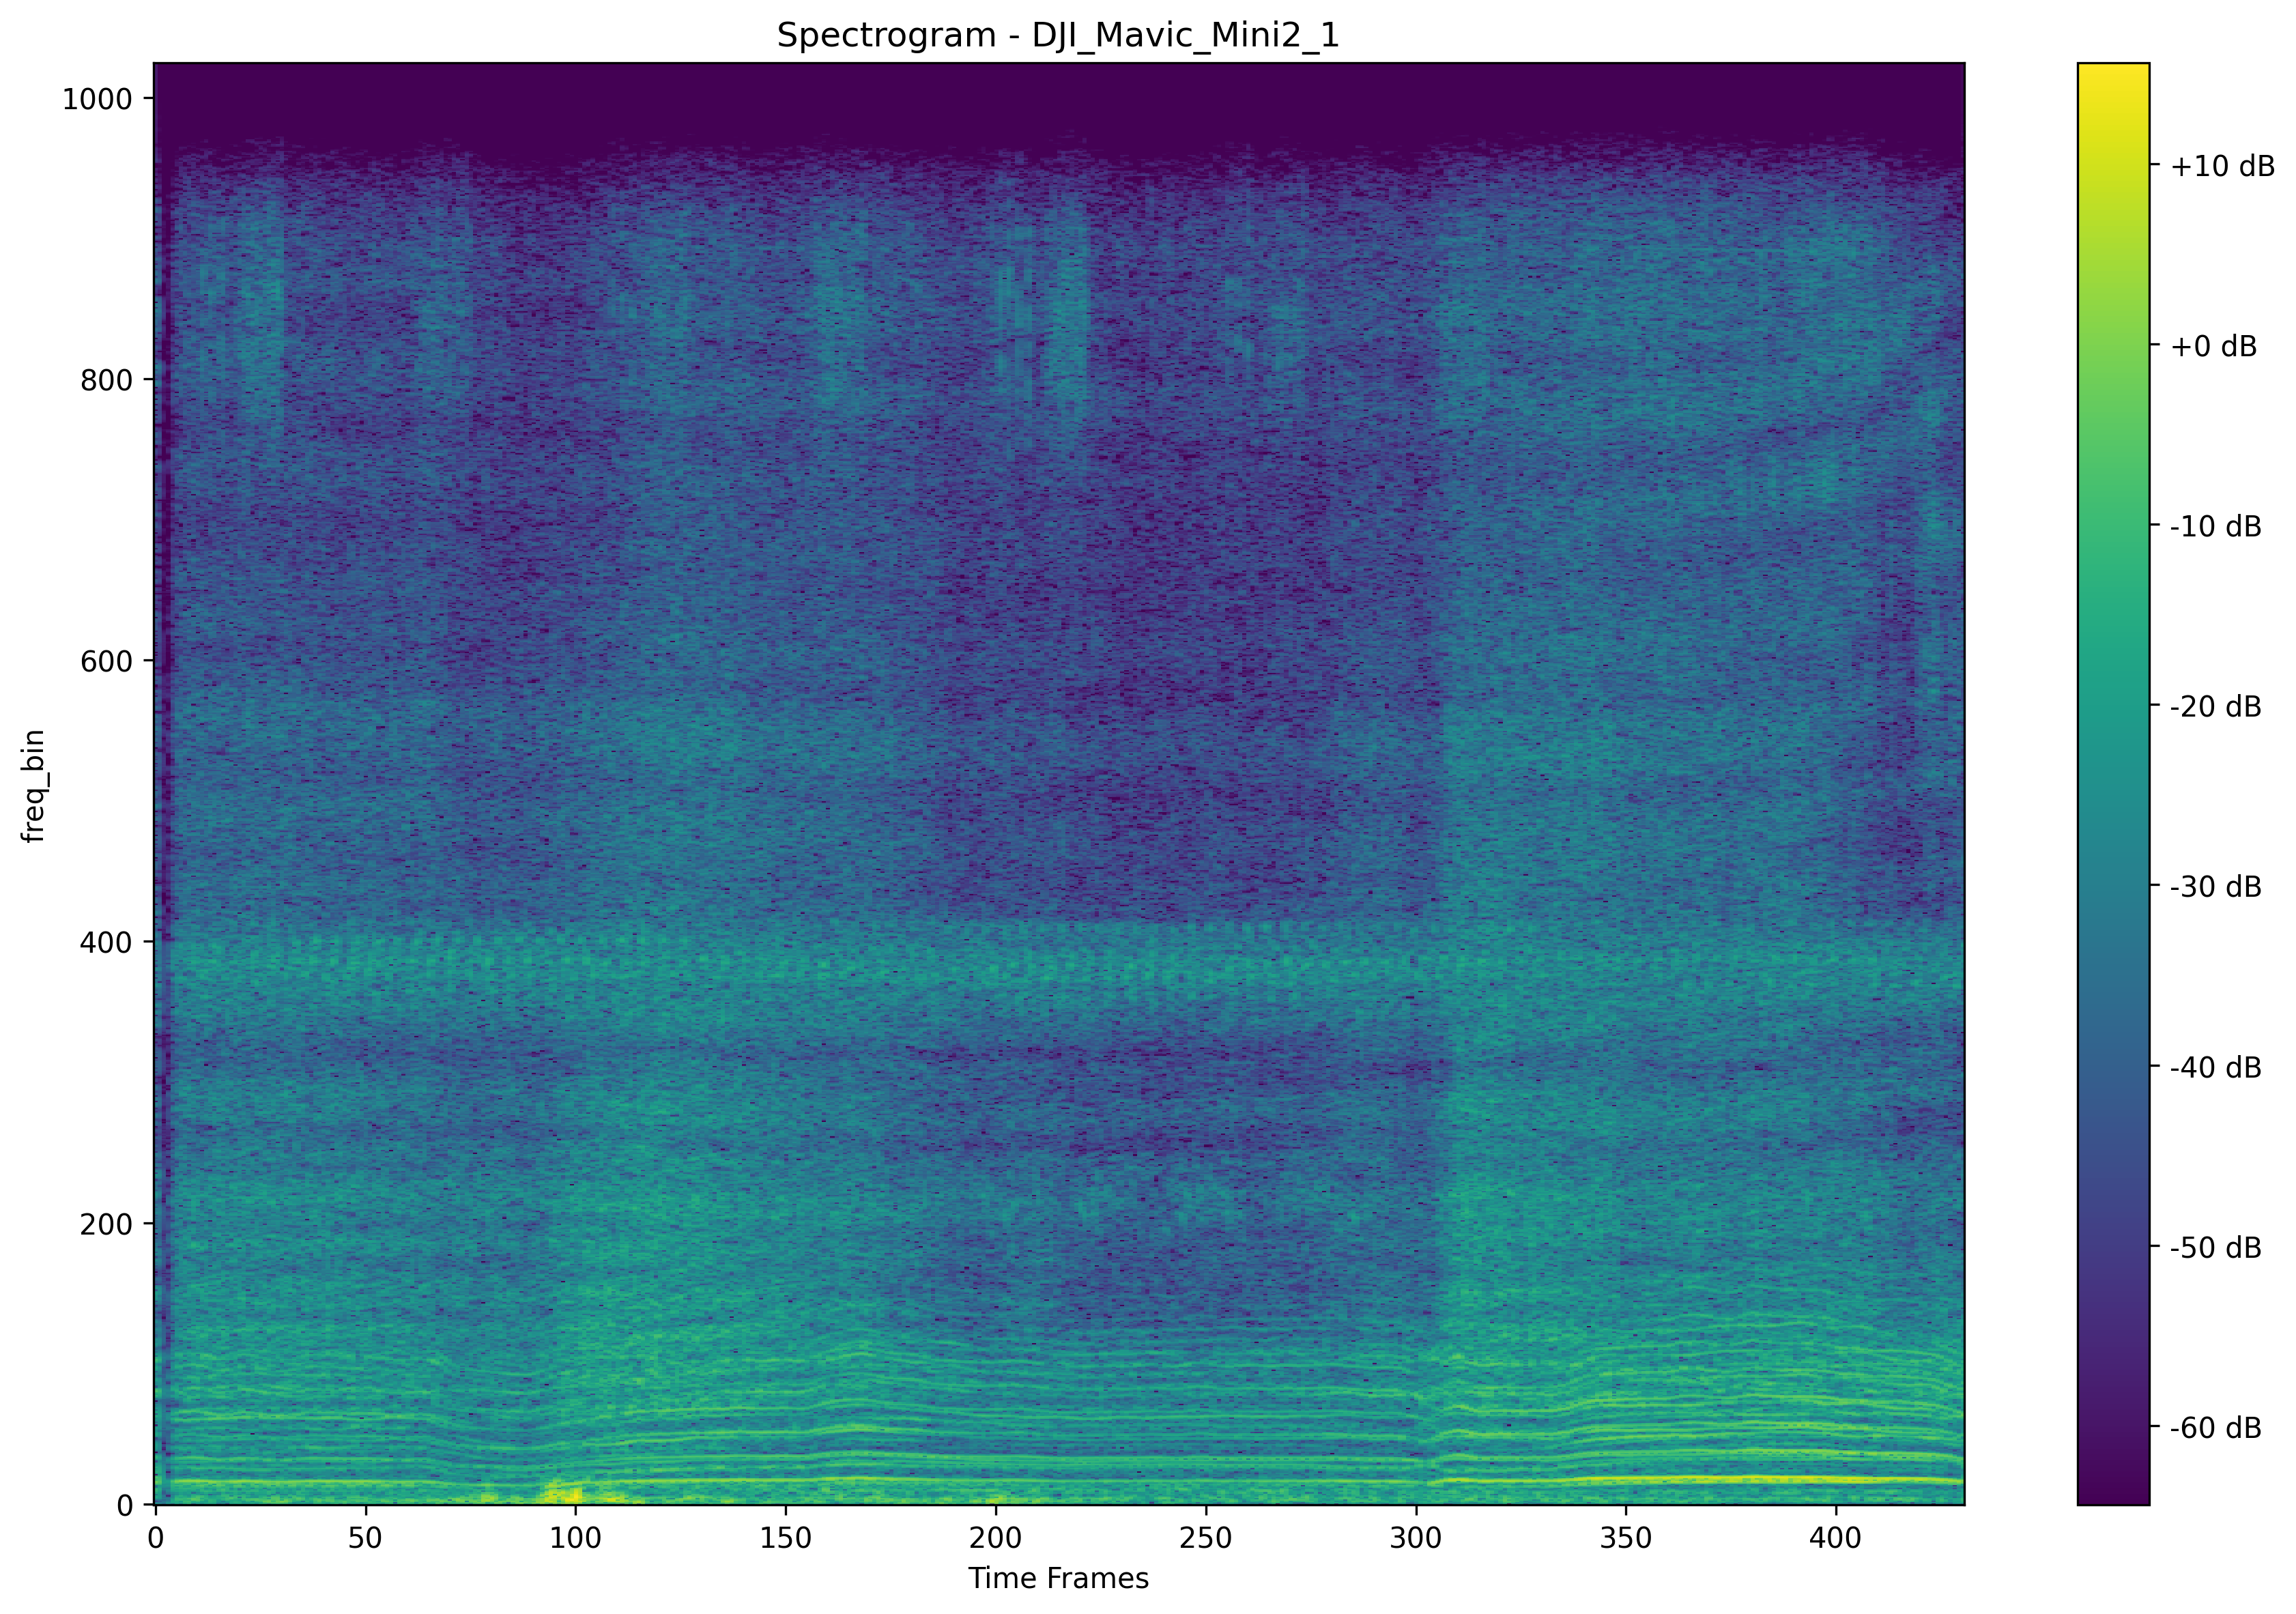 Spectrogram - DJI_Mavic_Mini2_1
freq_bin
1000
800
600
400
200
0
0 50 100 150 200 250 300 350 400
Time Frames
+10 dB
+0 dB
-10 dB
-20 dB
-30 dB
-40 dB
-50 dB
-60 dB